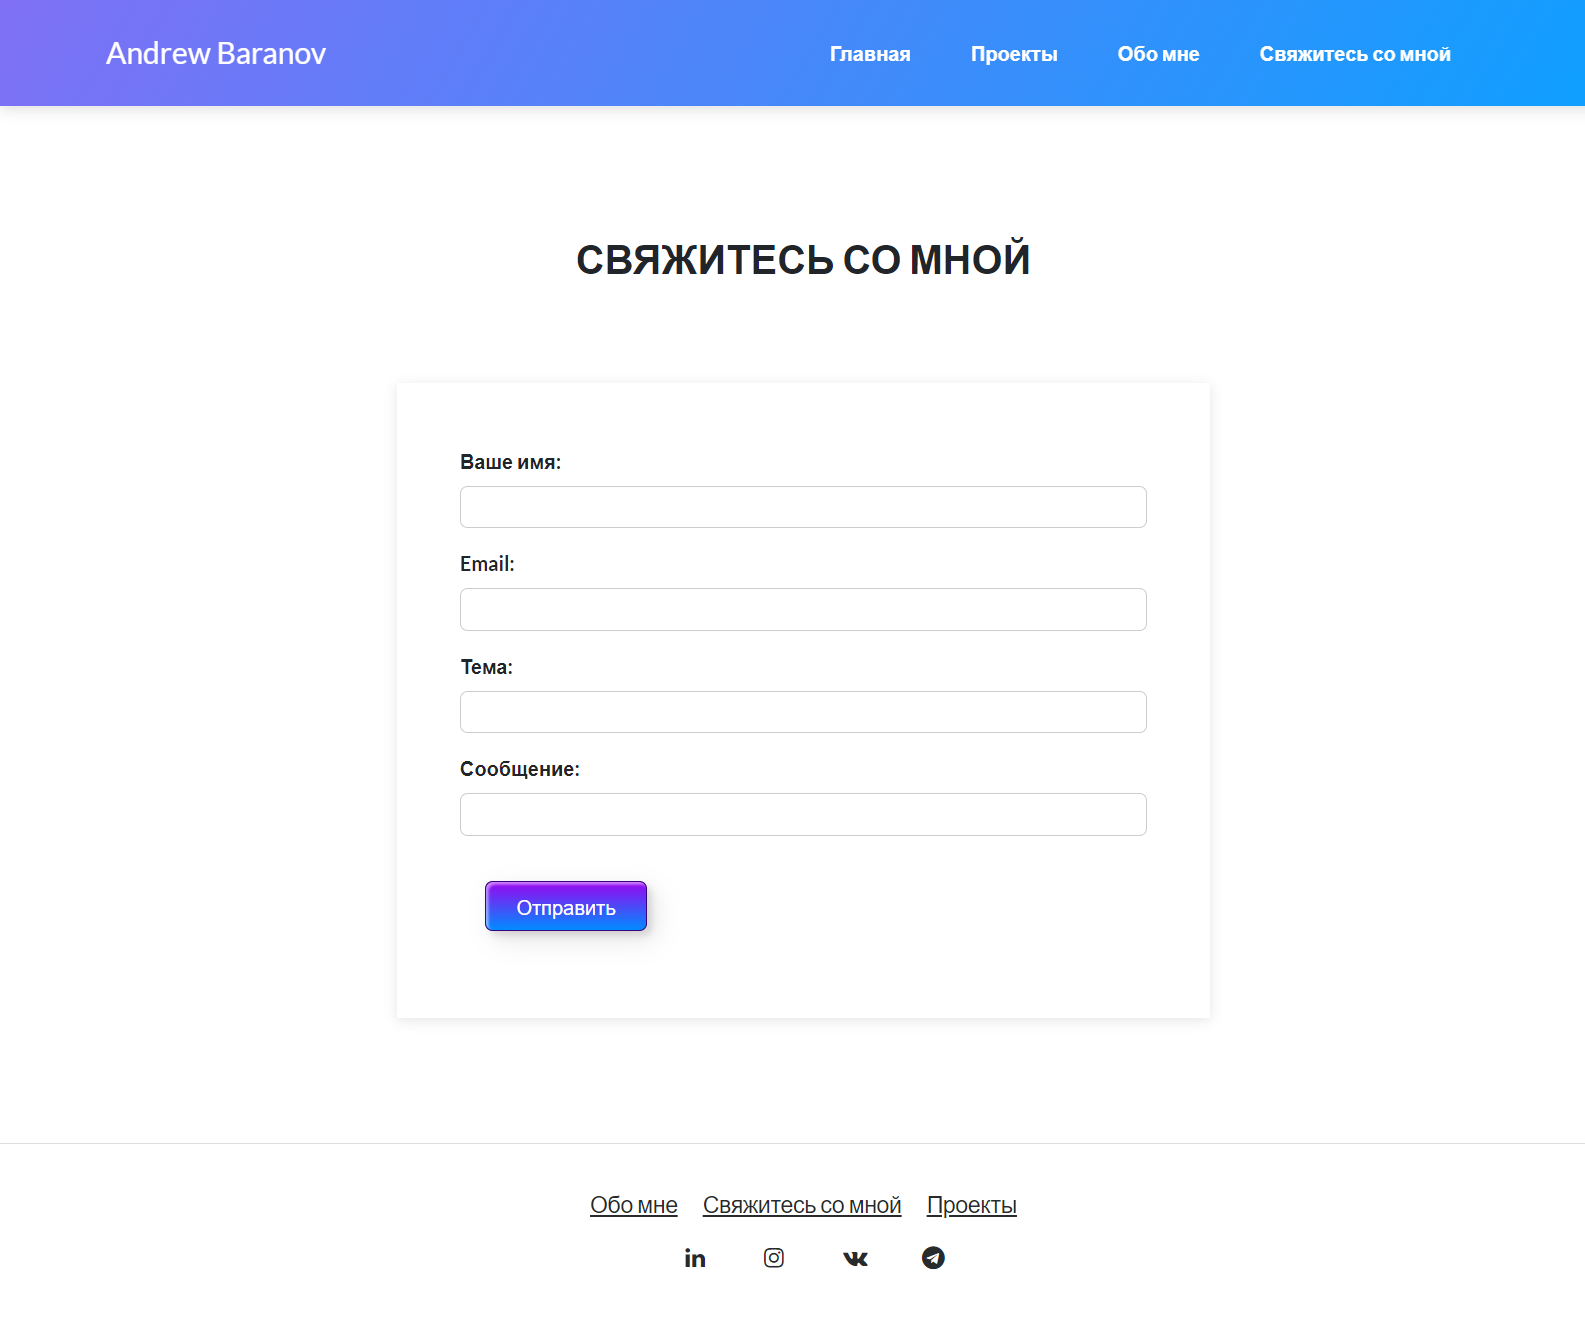 Andrew Baranov Главная Проекты Обо мне Свяжитесь со мной
СВЯЖИТЕСЬ СО МНОЙ
Ваше имя:
Email:
Тема:
Сообщение:
Отправить
Обо мне Свяжитесь со мной Проекты